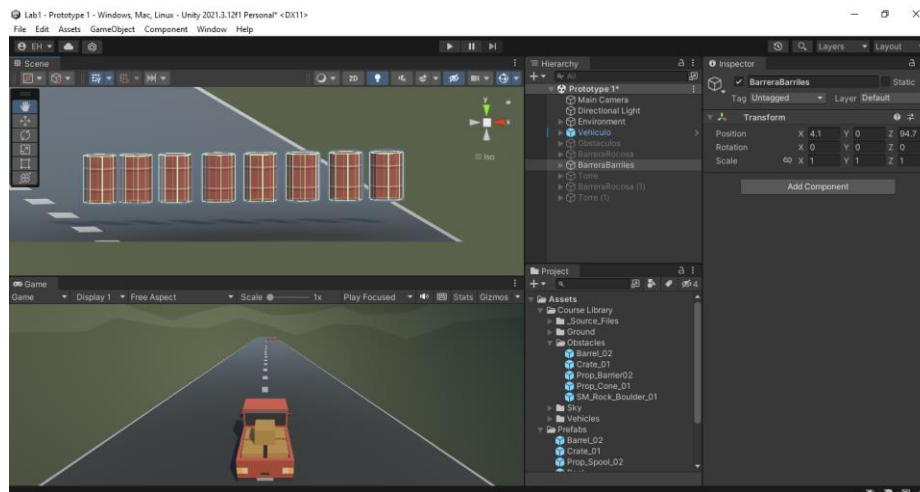 Lab1 - Prototype 1 - Windows, Mac, Linux - Unity 2021.3.12f1 Personal* <DX11>
File Edit Assets GameObject Component Window Help
EH Layers Layout
Scene
2D
y
Iso
Game
Game Display 1 Free Aspect Scale 1x Play Focused Stats Gizmos
Hierarchy
All
Prototype 1*
Main Camera
Directional Light
Environment
Vehiculo
Obstaculos
BarreraRocosa
BarreraBarriles
Torre
BarreraRocosa (1)
Torre (1)
Project
4
Assets
Course Library
_Source_Files
Ground
Obstacles
Barrel_02
Crate_01
Prop_Barrier02
Prop_Cone_01
SM_Rock_Boulder_01
Sky
Vehicles
Prefabs
Barrel_02
Crate_01
Prop_Spool_02
Inspector
BarreraBarriles Static
Tag Untagged Layer Default
Transform
Position X 4.1 Y 0 Z 94.7
Rotation X 0 Y 0 Z 0
Scale X 1 Y 1 Z 1
Add Component